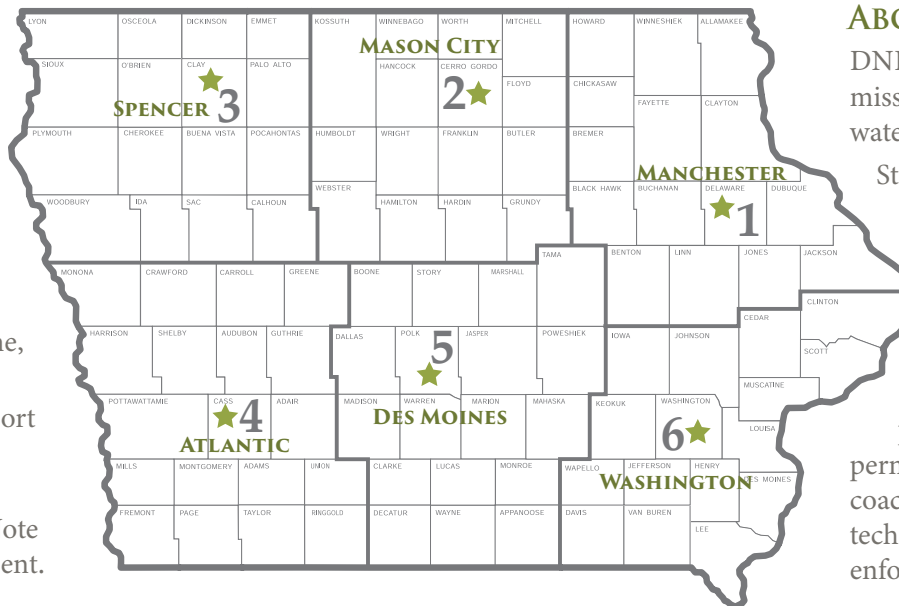 LYON OSCEOLA DICKINSON EMMET KOSSUTH WINNEBAGO WORTH MITCHELL HOWARD WINNESHIEK ALLAMAKEE
MASON CITY
SIOUX O'BRIEN CLAY PALO ALTO HANCOCK CERRO GORDO
FLOYD CHICKASAW
2
SPENCER 3
FAYETTE CLAYTON
PLYMOUTH CHEROKEE BUENA VISTA POCAHONTAS HUMBOLDT WRIGHT FRANKLIN BUTLER BREMER
MANCHESTER
WEBSTER BLACK HAWK BUCHANAN DELAWARE DUBUQUE
WOODBURY IDA SAC CALHOUN HAMILTON HARDIN GRUNDY
1
TAMA BENTON LINN JONES JACKSON
MONONA CRAWFORD CARROLL GREENE BOONE STORY MARSHALL
CLINTON
CEDAR
HARRISON SHELBY AUDUBON GUTHRIE DALLAS POLK JASPER POWESHIEK IOWA JOHNSON
5
SCOTT
MUSCATINE
POTTAWATTAMIE CASS ADAIR MADISON WARREN MARION MAHASKA KEOKUK WASHINGTON
4
DES MOINES
6
LOUISA
ATLANTIC
MILLS MONTGOMERY ADAMS UNION CLARKE LUCAS MONROE WAPELLO JEFFERSON HENRY
WASHINGTON
DES MOINES
FREMONT PAGE TAYLOR RINGGOLD DECATUR WAYNE APPANOOSE DAVIS VAN BUREN
LEE
ne,
ort
ote
ent.
ABO
DNI
miss
wate
St
perm
coac
tech
enfo